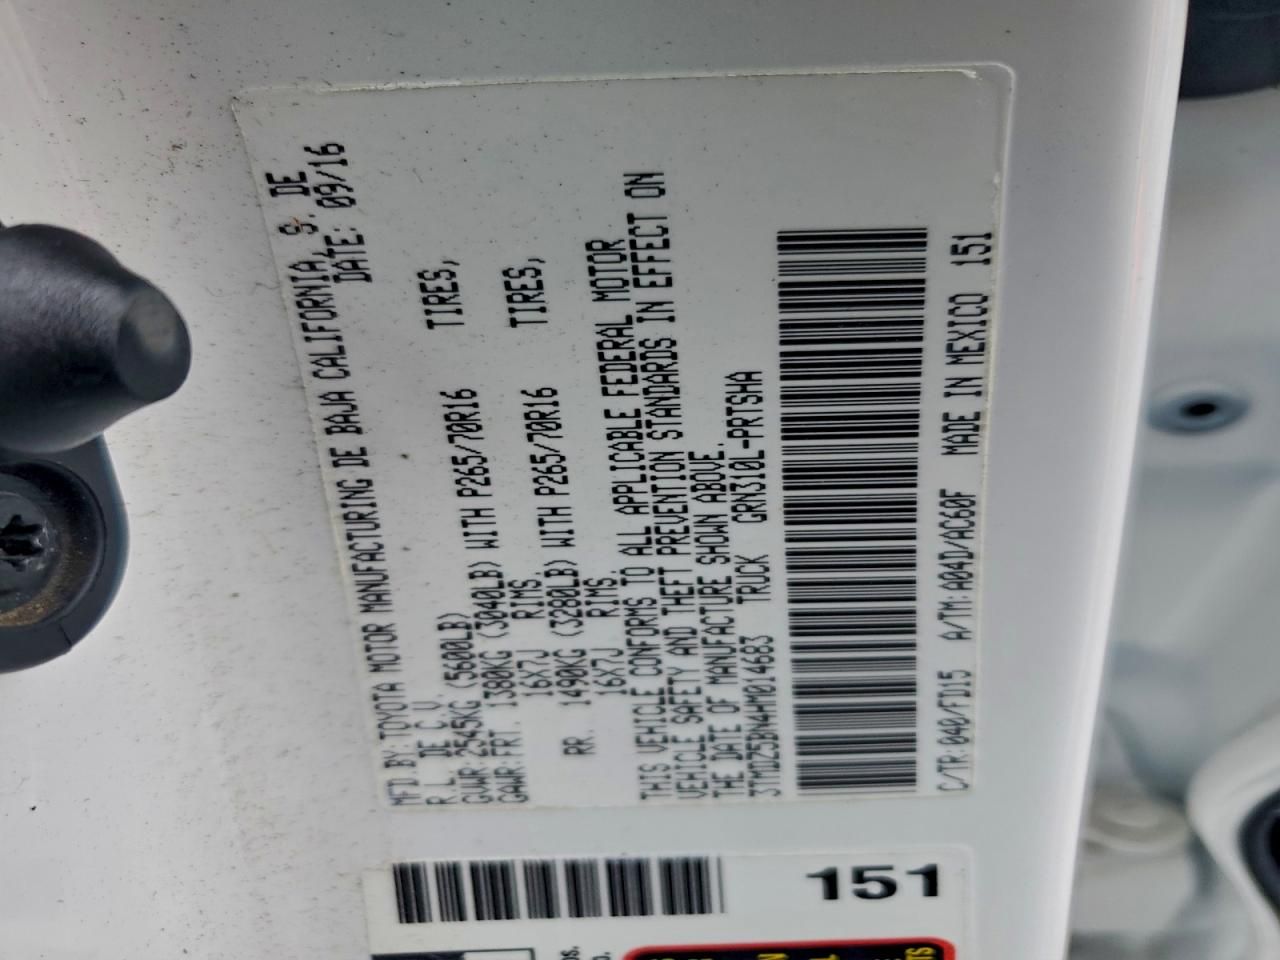 MFD.BY: TOYOTA MOTOR MANUFACTURING DE BAJA CALIFORNIA, S. DE
R.L. DE C.V. DATE: 09/16
GVWR: 2545KG (5600LB)
GAWR: FRT. 1380KG (3040LB) WITH P265/70R16 TIRES,
16X7J RIMS,
RR. 1490KG (3280LB) WITH P265/70R16 TIRES,
16X7J RIMS.
THIS VEHICLE CONFORMS TO ALL APPLICABLE FEDERAL MOTOR
VEHICLE SAFETY AND THEFT PREVENTION STANDARDS IN EFFECT ON
THE DATE OF MANUFACTURE SHOWN ABOVE.
3TMDZ5BN4HM014683 TRUCK GRN310L-PRTSHA
C/TR: 040/FD15 A/TM: A04D/AC60F MADE IN MEXICO 151
151